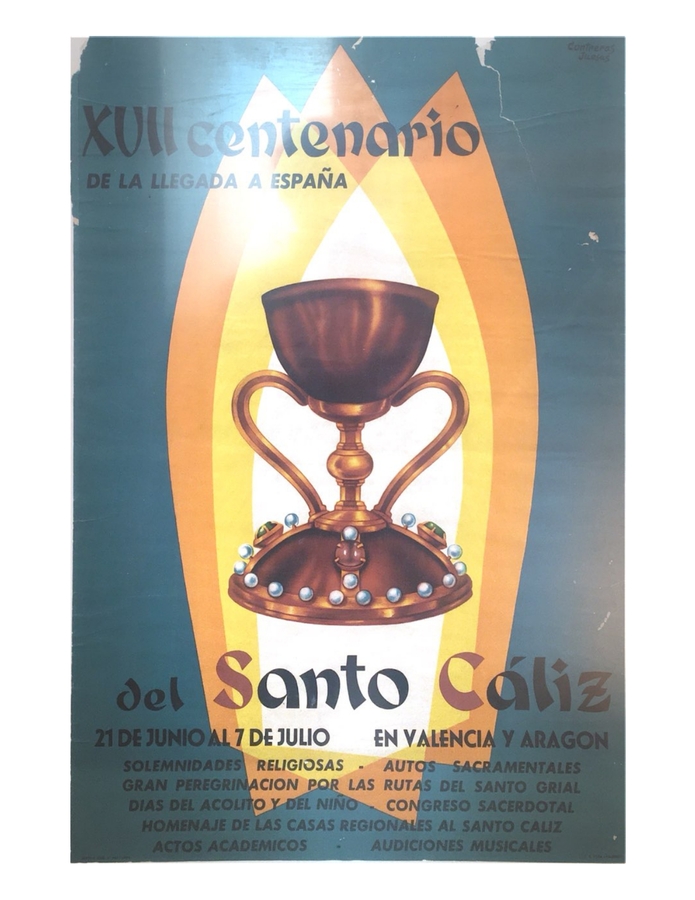 Contreras
Juanos
XVII centenario
DE LA LLEGADA A ESPAÑA
del Santo Cáliz
21 DE JUNIO AL 7 DE JULIO EN VALENCIA Y ARAGON
SOLEMNIDADES RELIGIOSAS - AUTOS SACRAMENTALES
GRAN PEREGRINACION POR LAS RUTAS DEL SANTO GRIAL
DIAS DEL ACOLITO Y DEL NIÑO - CONGRESO SACERDOTAL
HOMENAJE DE LAS CASAS REGIONALES AL SANTO CALIZ
ACTOS ACADEMICOS - AUDICIONES MUSICALES